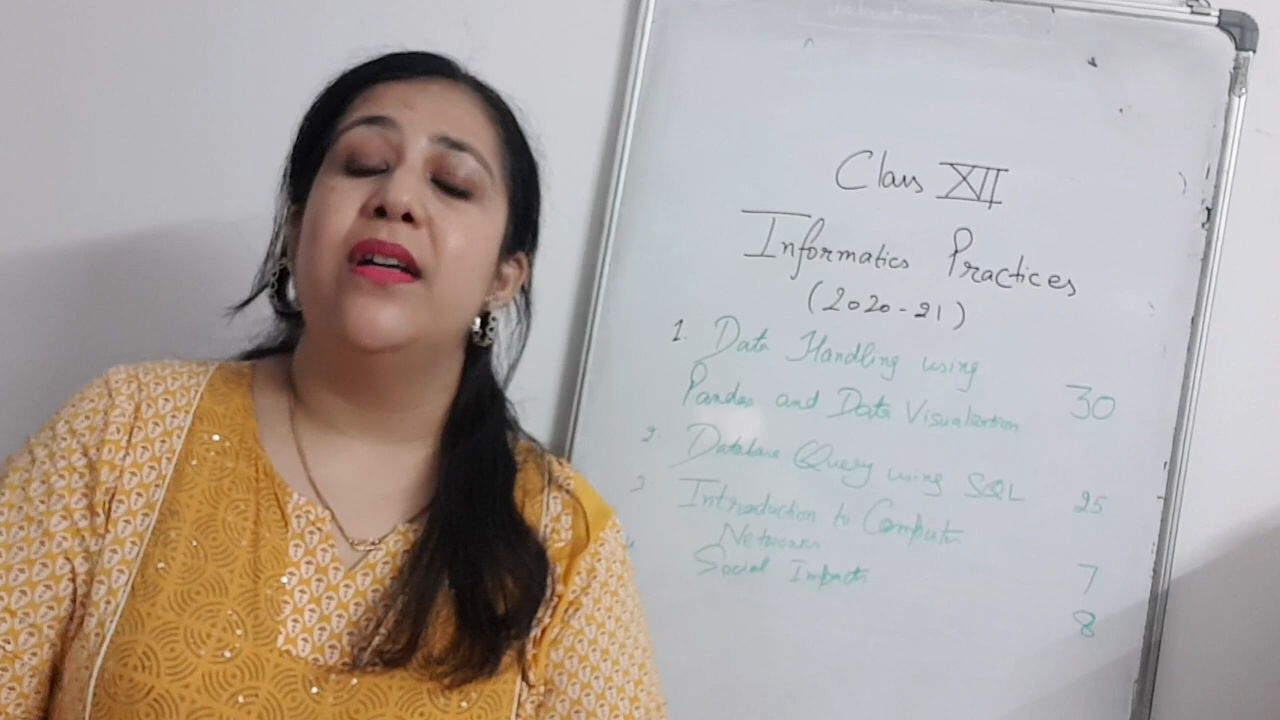 Class XII
Informatics Practices
(2020-21)
1. Data Handling using
Pandas and Data Visualization 30
2. Database Query using SQL 25
3 Introduction to Computer
Networks 7
Social Impacts 8